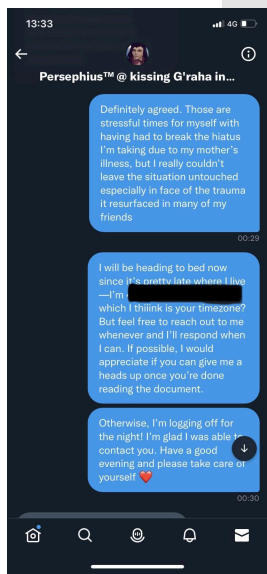 13:33
4G
Persephius™ @ kissing G'raha in...
Definitely agreed. Those are
stressful times for myself with
having had to break the hiatus
I'm taking due to my mother's
illness, but I really couldn't
leave the situation untouched
especially in face of the trauma
it resurfaced in many of my
friends
00:29
I will be heading to bed now
since it's pretty late where I live
—I'm
which I thiiink is your timezone?
But feel free to reach out to me
whenever and I'll respond when
I can. If possible, I would
appreciate if you can give me a
heads up once you're done
reading the document.
Otherwise, I'm logging off for
the night! I'm glad I was able to
contact you. Have a good
evening and please take care of
yourself ❤️
00:30